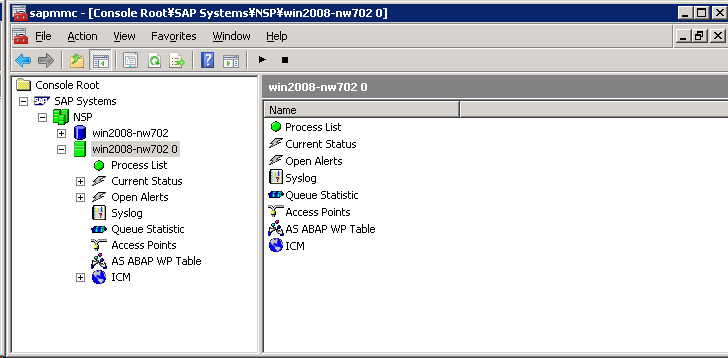 sapmmc - [Console Root¥SAP Systems¥NSP¥win2008-nw702 0]
File Action View Favorites Window Help
Console Root
SAP Systems
NSP
win2008-nw702
win2008-nw702 0
Process List
Current Status
Open Alerts
Syslog
Queue Statistic
Access Points
AS ABAP WP Table
ICM
win2008-nw702 0
Name
Process List
Current Status
Open Alerts
Syslog
Queue Statistic
Access Points
AS ABAP WP Table
ICM